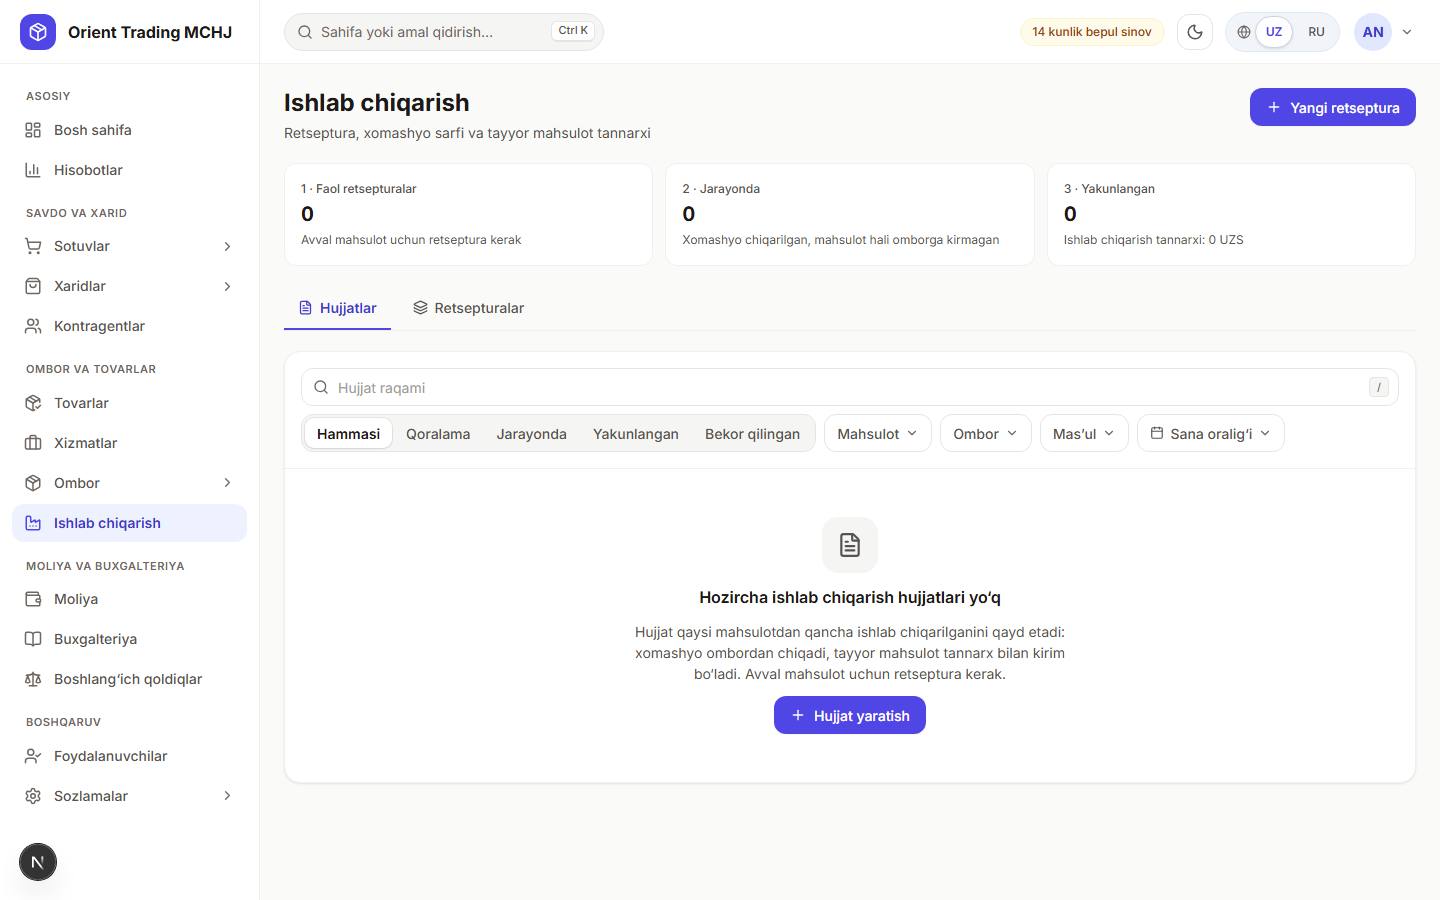 Orient Trading MCHJ
Sahifa yoki amal qidirish...
Ctrl K
14 kunlik bepul sinov
UZ
RU
AN
ASOSIY
Bosh sahifa
Hisobotlar
SAVDO VA XARID
Sotuvlar
Xaridlar
Kontragentlar
OMBOR VA TOVARLAR
Tovarlar
Xizmatlar
Ombor
Ishlab chiqarish
MOLIYA VA BUXGALTERIYA
Moliya
Buxgalteriya
Boshlang‘ich qoldiqlar
BOSHQARUV
Foydalanuvchilar
Sozlamalar
N
Ishlab chiqarish
Retseptura, xomashyo sarfi va tayyor mahsulot tannarxi
+ Yangi retseptura
1 · Faol retsepturalar
0
Avval mahsulot uchun retseptura kerak
2 · Jarayonda
0
Xomashyo chiqarilgan, mahsulot hali omborga kirmagan
3 · Yakunlangan
0
Ishlab chiqarish tannarxi: 0 UZS
Hujjatlar
Retsepturalar
Hujjat raqami
/
Hammasi
Qoralama
Jarayonda
Yakunlangan
Bekor qilingan
Mahsulot
Ombor
Mas’ul
Sana oralig‘i
Hozircha ishlab chiqarish hujjatlari yo‘q
Hujjat qaysi mahsulotdan qancha ishlab chiqarilganini qayd etadi:
xomashyo ombordan chiqadi, tayyor mahsulot tannarx bilan kirim
bo‘ladi. Avval mahsulot uchun retseptura kerak.
+ Hujjat yaratish